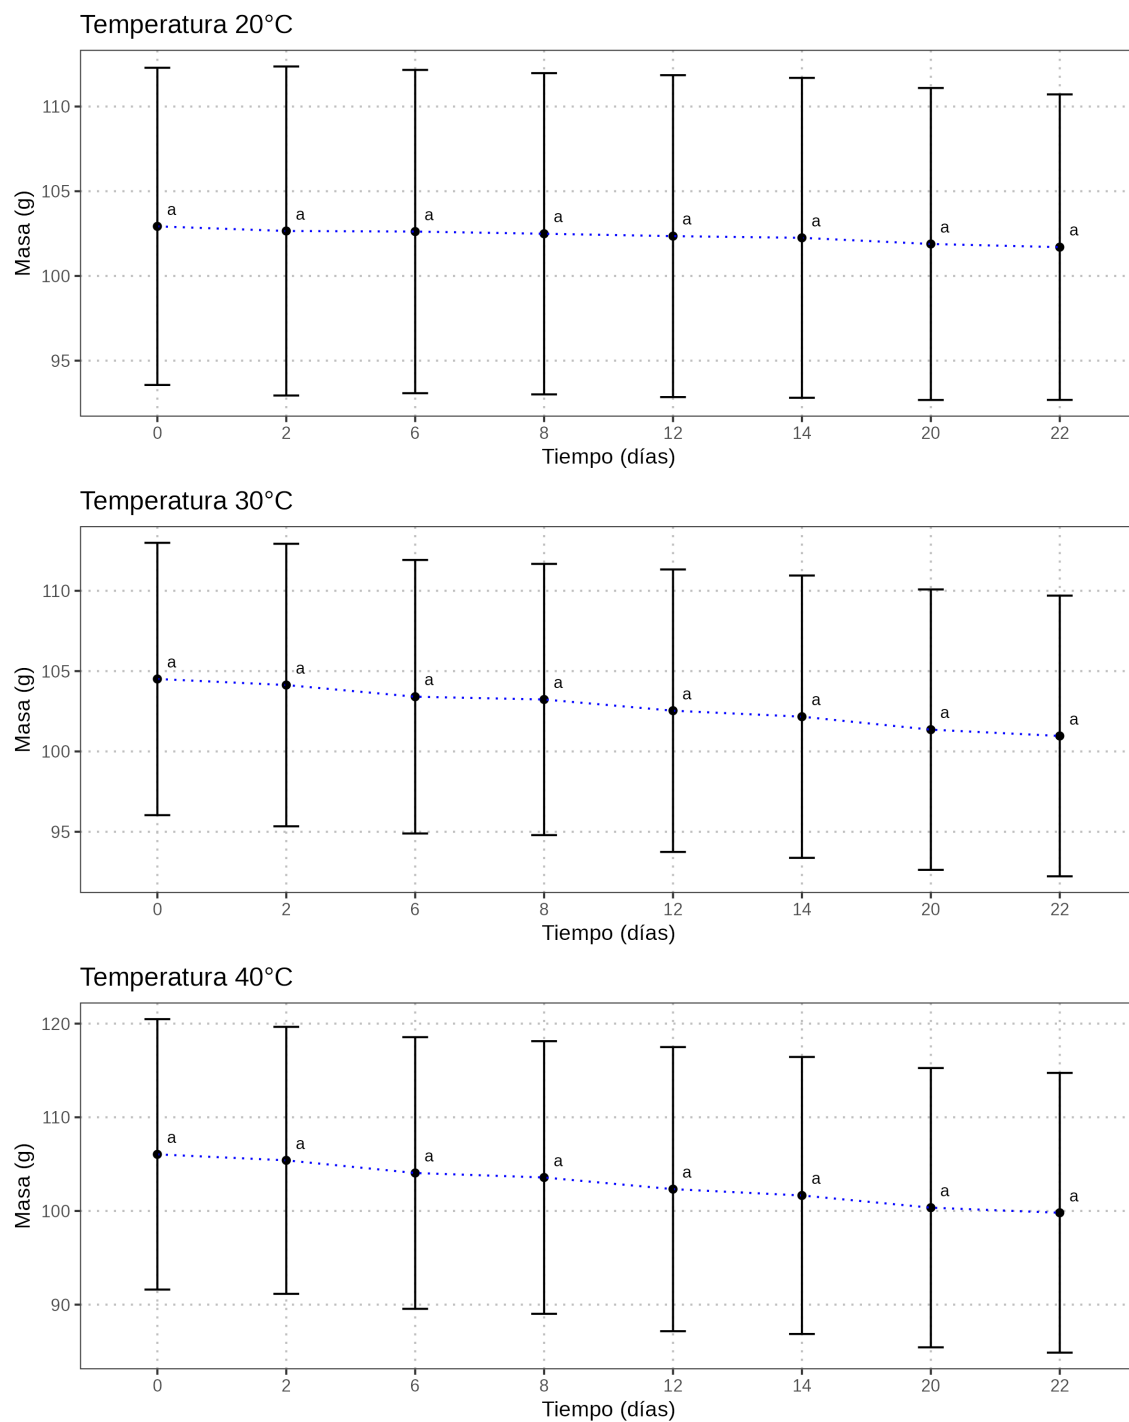 Temperatura 20°C
110
105
100
95
Masa (g)
a a a a a a a a
0 2 6 8 12 14 20 22
Tiempo (días)
Temperatura 30°C
110
105
100
95
Masa (g)
a a a a a a a a
0 2 6 8 12 14 20 22
Tiempo (días)
Temperatura 40°C
120
110
100
90
Masa (g)
a a a a a a a a
0 2 6 8 12 14 20 22
Tiempo (días)